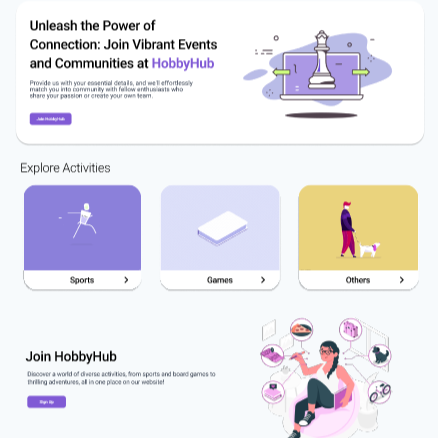 Unleash the Power of
Connection: Join Vibrant Events
and Communities at HobbyHub
Provide us with your essential details, and we'll effortlessly
match you into community with fellow enthusiasts who
share your passion or create your own team.
Join HobbyHub
Explore Activities
Sports
Games
Others
Join HobbyHub
Discover a world of diverse activities, from sports and board games to
thrilling adventures, all in one place on our website!
Sign Up